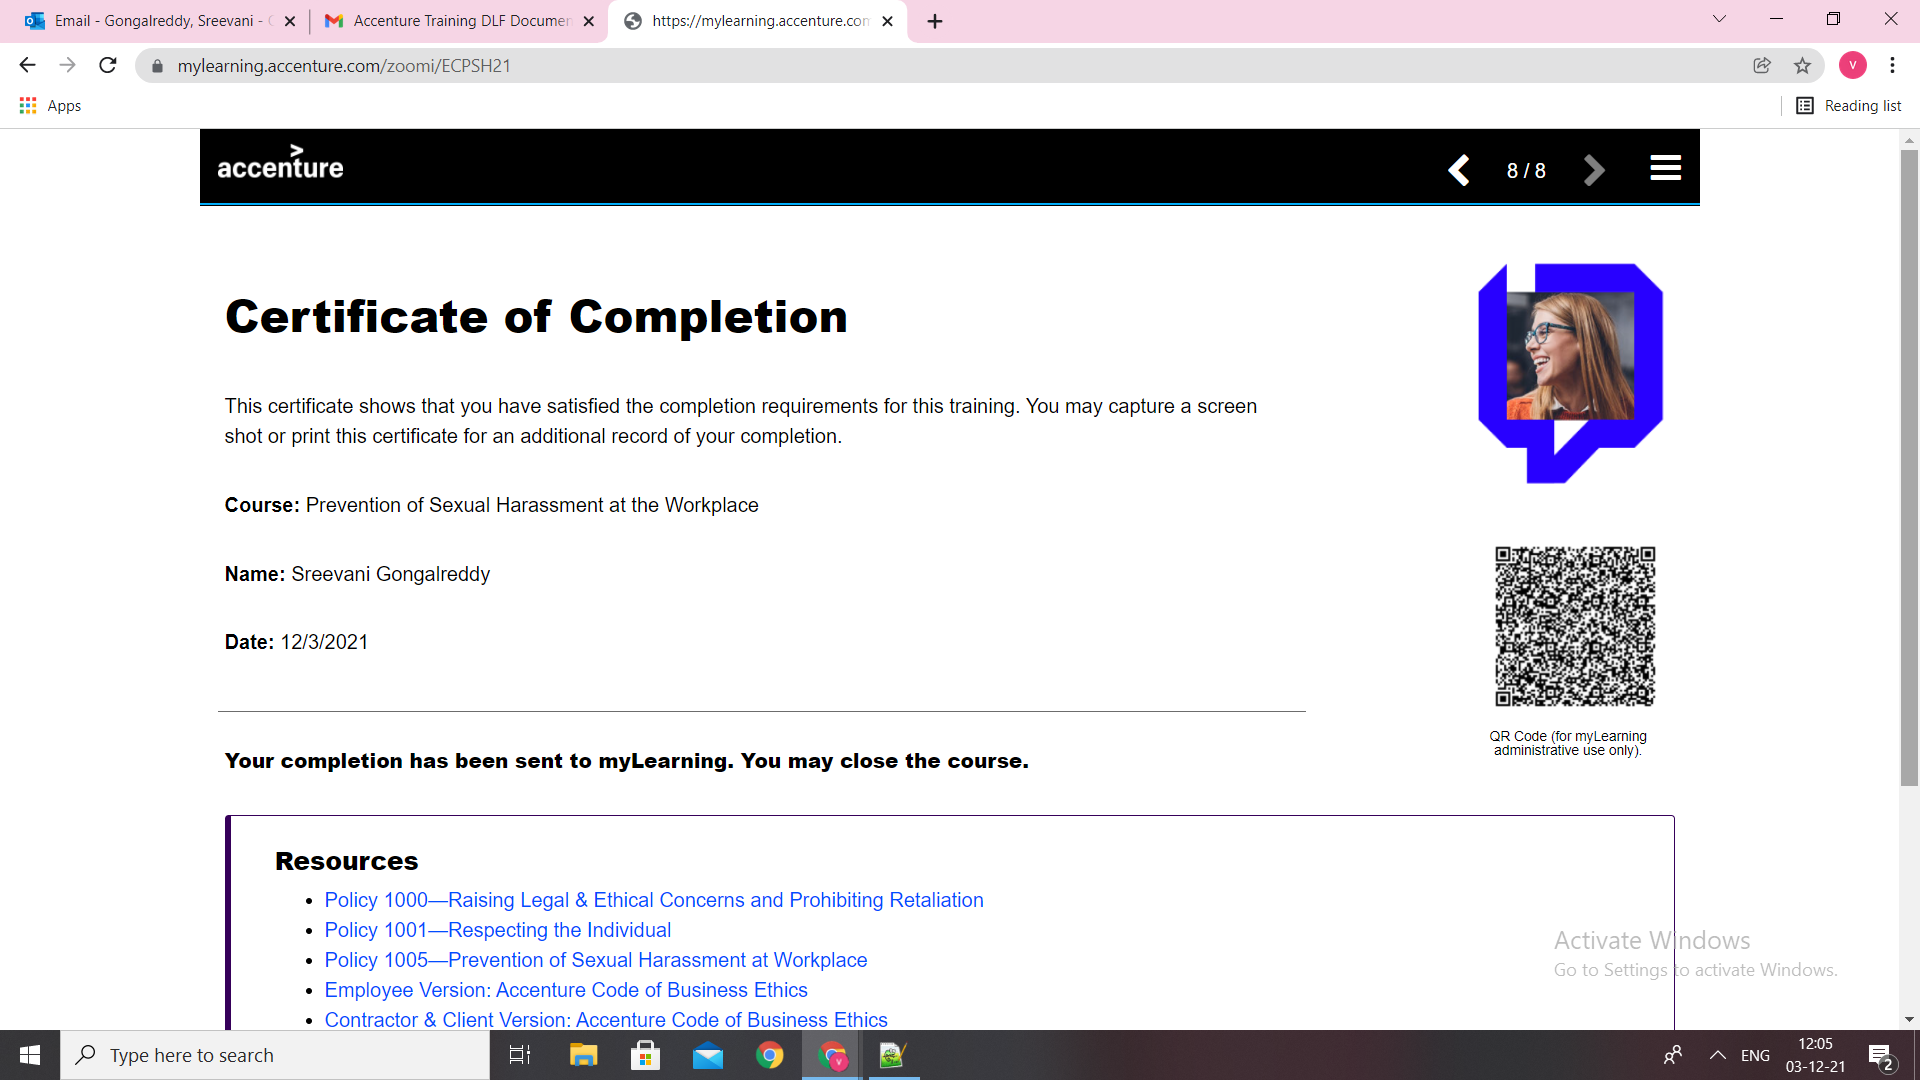 Email - Gongalreddy, Sreevani -
Accenture Training DLF Documen
https://mylearning.accenture.com
mylearning.accenture.com/zoomi/ECPSH21
V
Apps
Reading list
accenture
8 / 8
Certificate of Completion
This certificate shows that you have satisfied the completion requirements for this training. You may capture a screen
shot or print this certificate for an additional record of your completion.
Course: Prevention of Sexual Harassment at the Workplace
Name: Sreevani Gongalreddy
Date: 12/3/2021
QR Code (for myLearning
administrative use only).
Your completion has been sent to myLearning. You may close the course.
Resources
• Policy 1000—Raising Legal & Ethical Concerns and Prohibiting Retaliation
• Policy 1001—Respecting the Individual
• Policy 1005—Prevention of Sexual Harassment at Workplace
• Employee Version: Accenture Code of Business Ethics
• Contractor & Client Version: Accenture Code of Business Ethics
Activate Windows
Go to Settings to activate Windows.
Type here to search
V
ENG
12:05
03-12-21
2